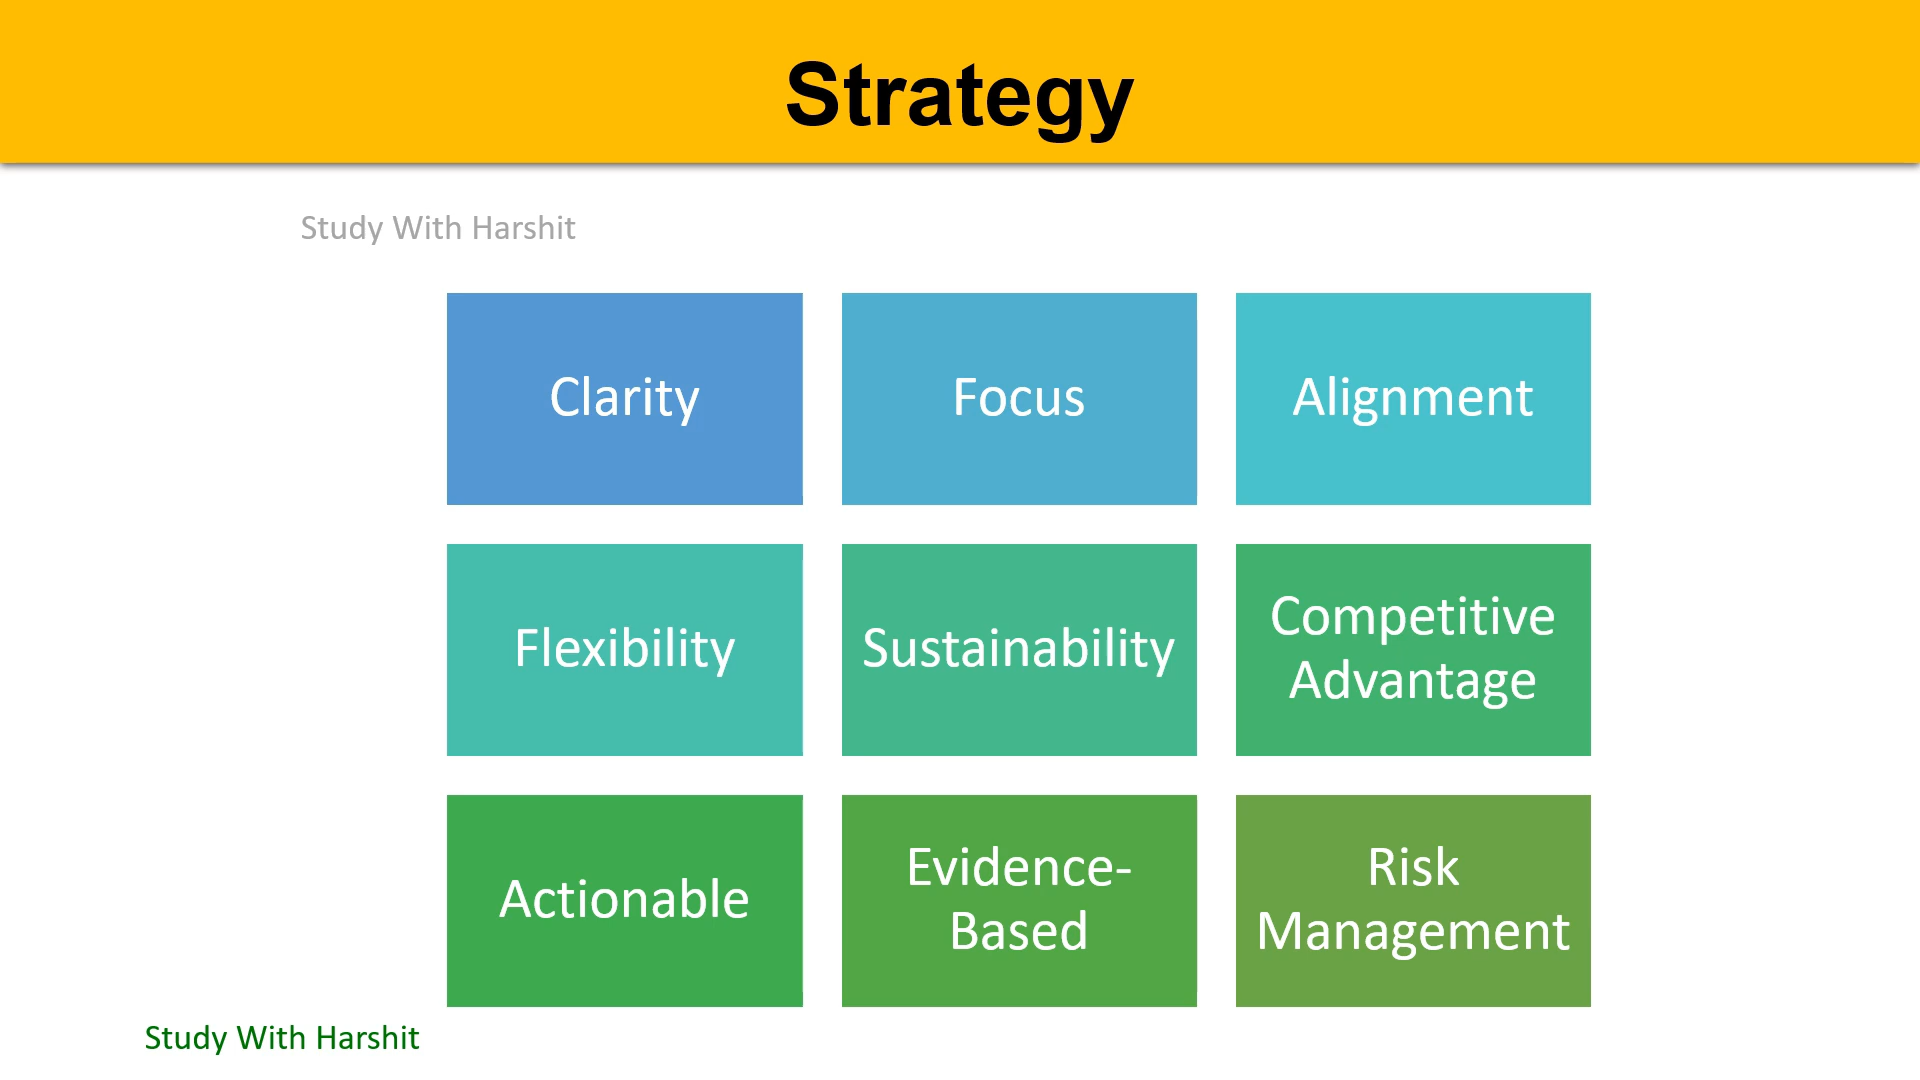 Strategy
Study With Harshit
Clarity
Focus
Alignment
Flexibility
Sustainability
Competitive
Advantage
Actionable
Evidence-
Based
Risk
Management
Study With Harshit